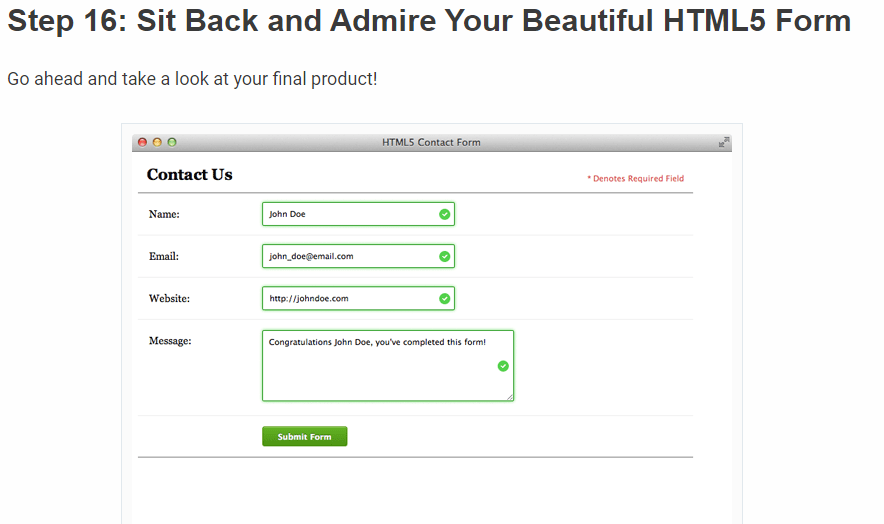 Step 16: Sit Back and Admire Your Beautiful HTML5 Form
Go ahead and take a look at your final product!
HTML5 Contact Form
Contact Us
* Denotes Required Field
Name:
John Doe
Email:
john_doe@email.com
Website:
http://johndoe.com
Message:
Congratulations John Doe, you've completed this form!
Submit Form